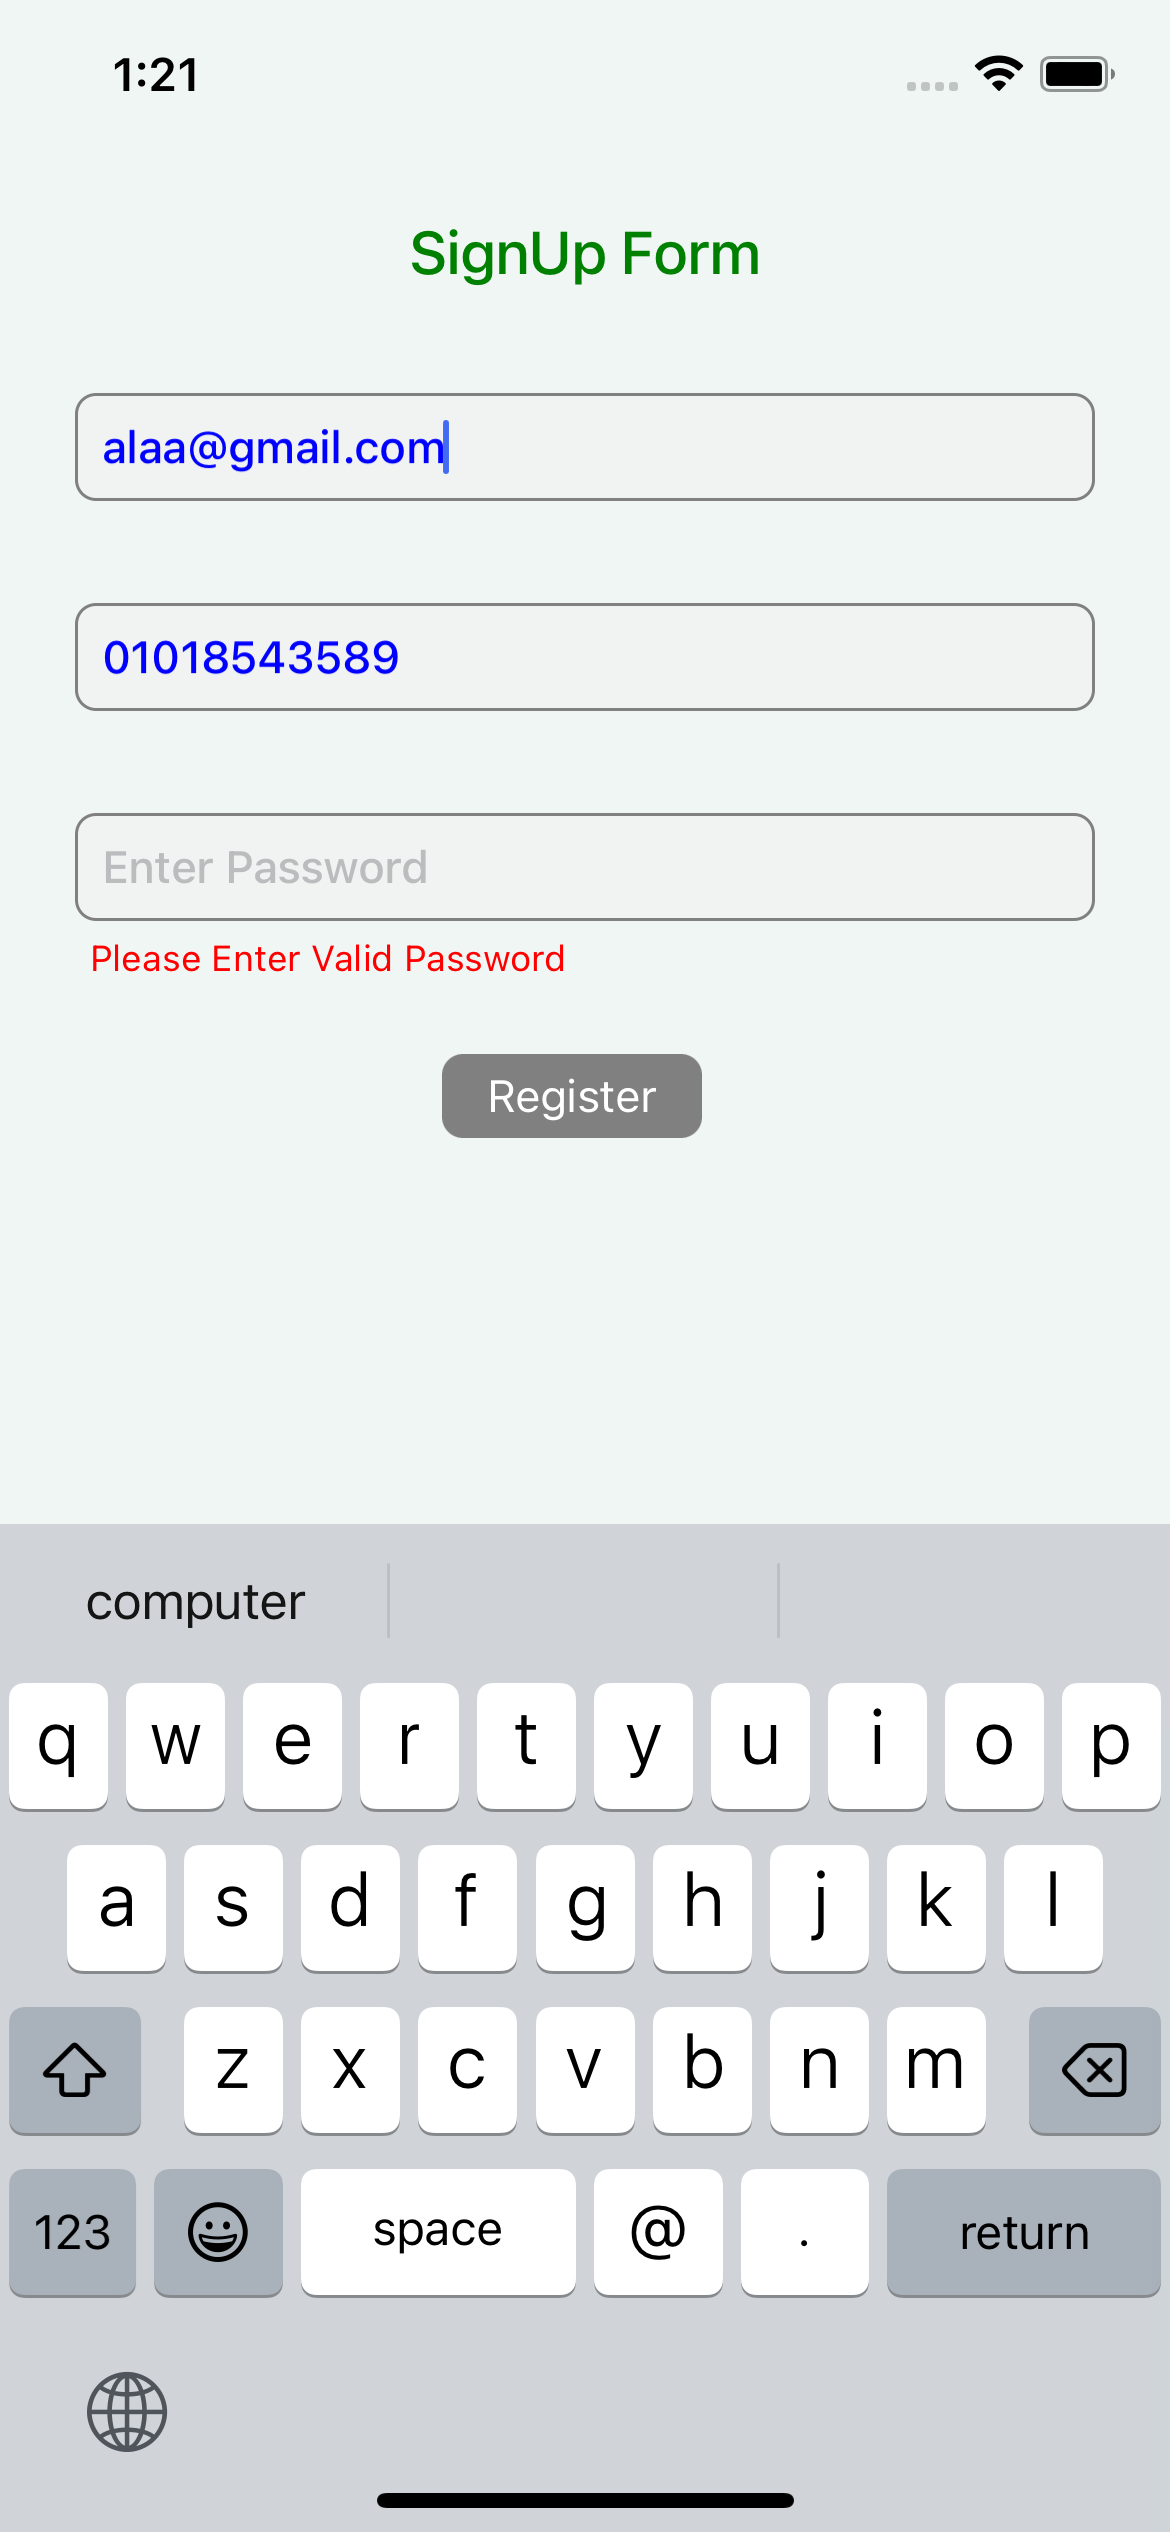 1:21
SignUp Form
alaa@gmail.com
01018543589
Enter Password
Please Enter Valid Password
Register
computer
q w e r t y u i o p
a s d f g h j k l
z x c v b n m
123 space @ . return